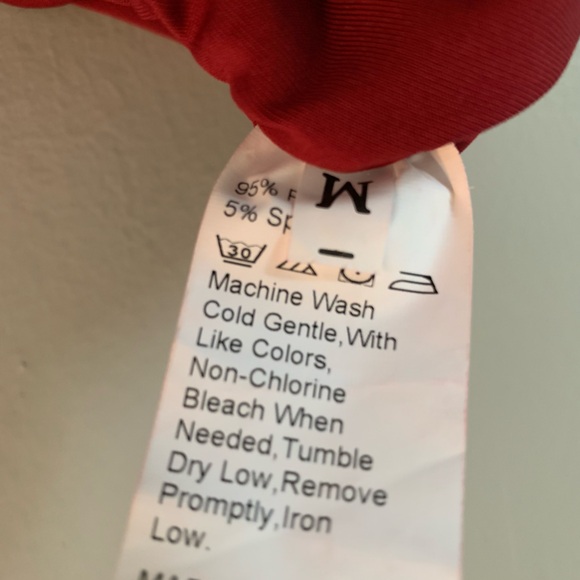 M
95%
5%
30
Machine Wash
Cold Gentle,With
Like Colors,
Non-Chlorine
Bleach When
Needed,Tumble
Dry Low,Remove
Promptly,Iron
Low.